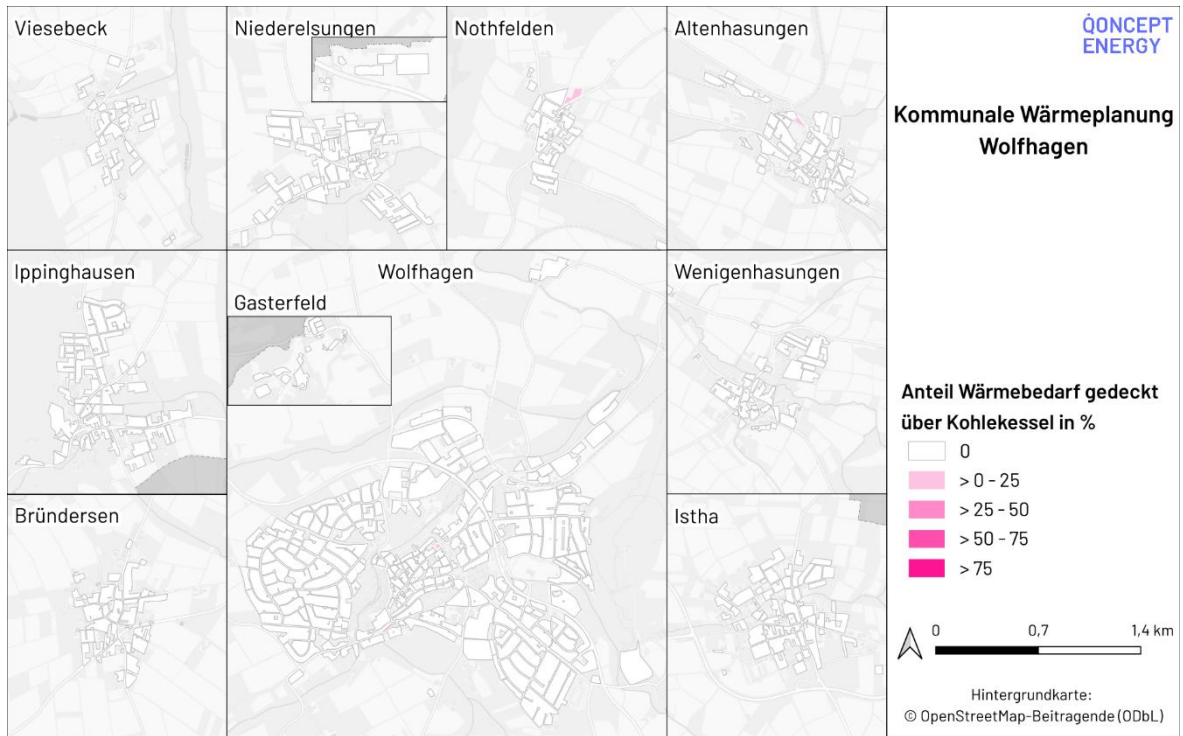 Viesebeck
Niederelsungen
Nothfelden
Altenhasungen
Ippinghausen
Wolfhagen
Gasterfeld
Wenigenhasungen
Bründersen
Istha
QONCEPT
ENERGY
Kommunale Wärmeplanung
Wolfhagen
Anteil Wärmebedarf gedeckt
über Kohlekessel in %
0
> 0 - 25
> 25 - 50
> 50 - 75
> 75
0 0,7 1,4 km
Hintergrundkarte:
© OpenStreetMap-Beitragende (ODbL)